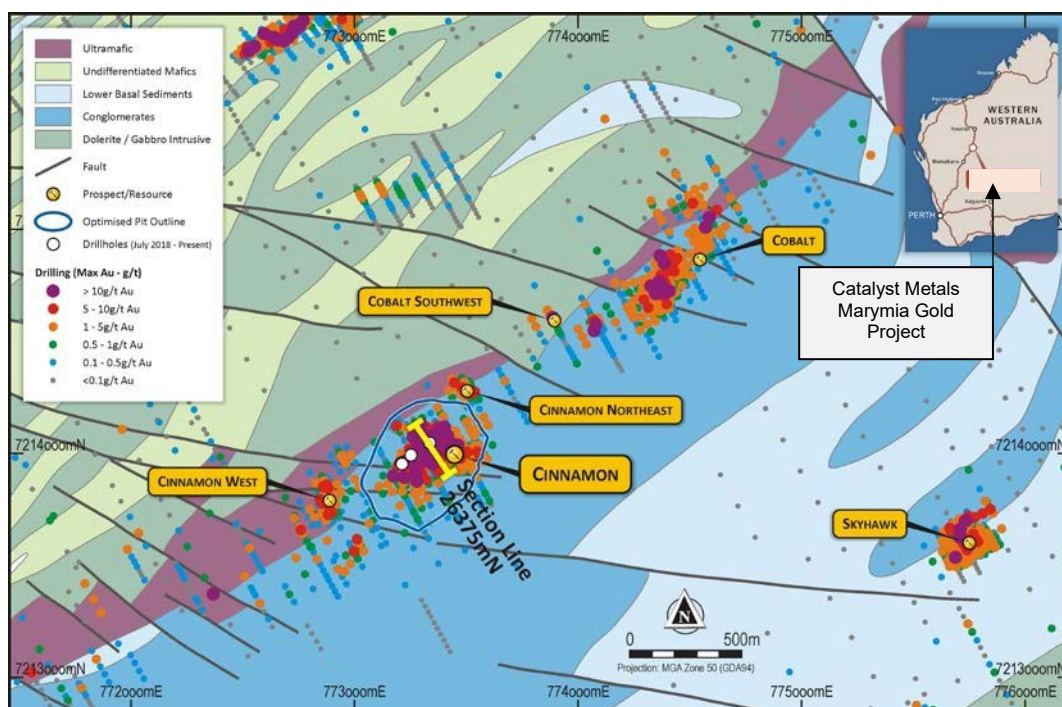 773000mE
774000mE
775000mE
Ultramafic
Undifferentiated Mafics
Lower Basal Sediments
Conglomerates
Dolerite / Gabbro Intrusive
Fault
Prospect/Resource
Optimised Pit Outline
Drillholes (July 2018 - Present)
Drilling (Max Au - g/t)
> 10g/t Au
5 - 10g/t Au
1 - 5g/t Au
0.5 - 1g/t Au
0.1 - 0.5g/t Au
<0.1g/t Au
WESTERN
AUSTRALIA
PERTH
Catalyst Metals
Marymia Gold
Project
COBALT
COBALT SOUTHWEST
CINNAMON NORTHEAST
CINNAMON
CINNAMON WEST
SKYHAWK
Section Line
26375mN
7214000mN
7214000mN
N
0 500m
Projection: MGA Zone 50 (GDA94)
7213000mN
7213000mN
772000mE
773000mE
774000mE
775000mE
776000mE